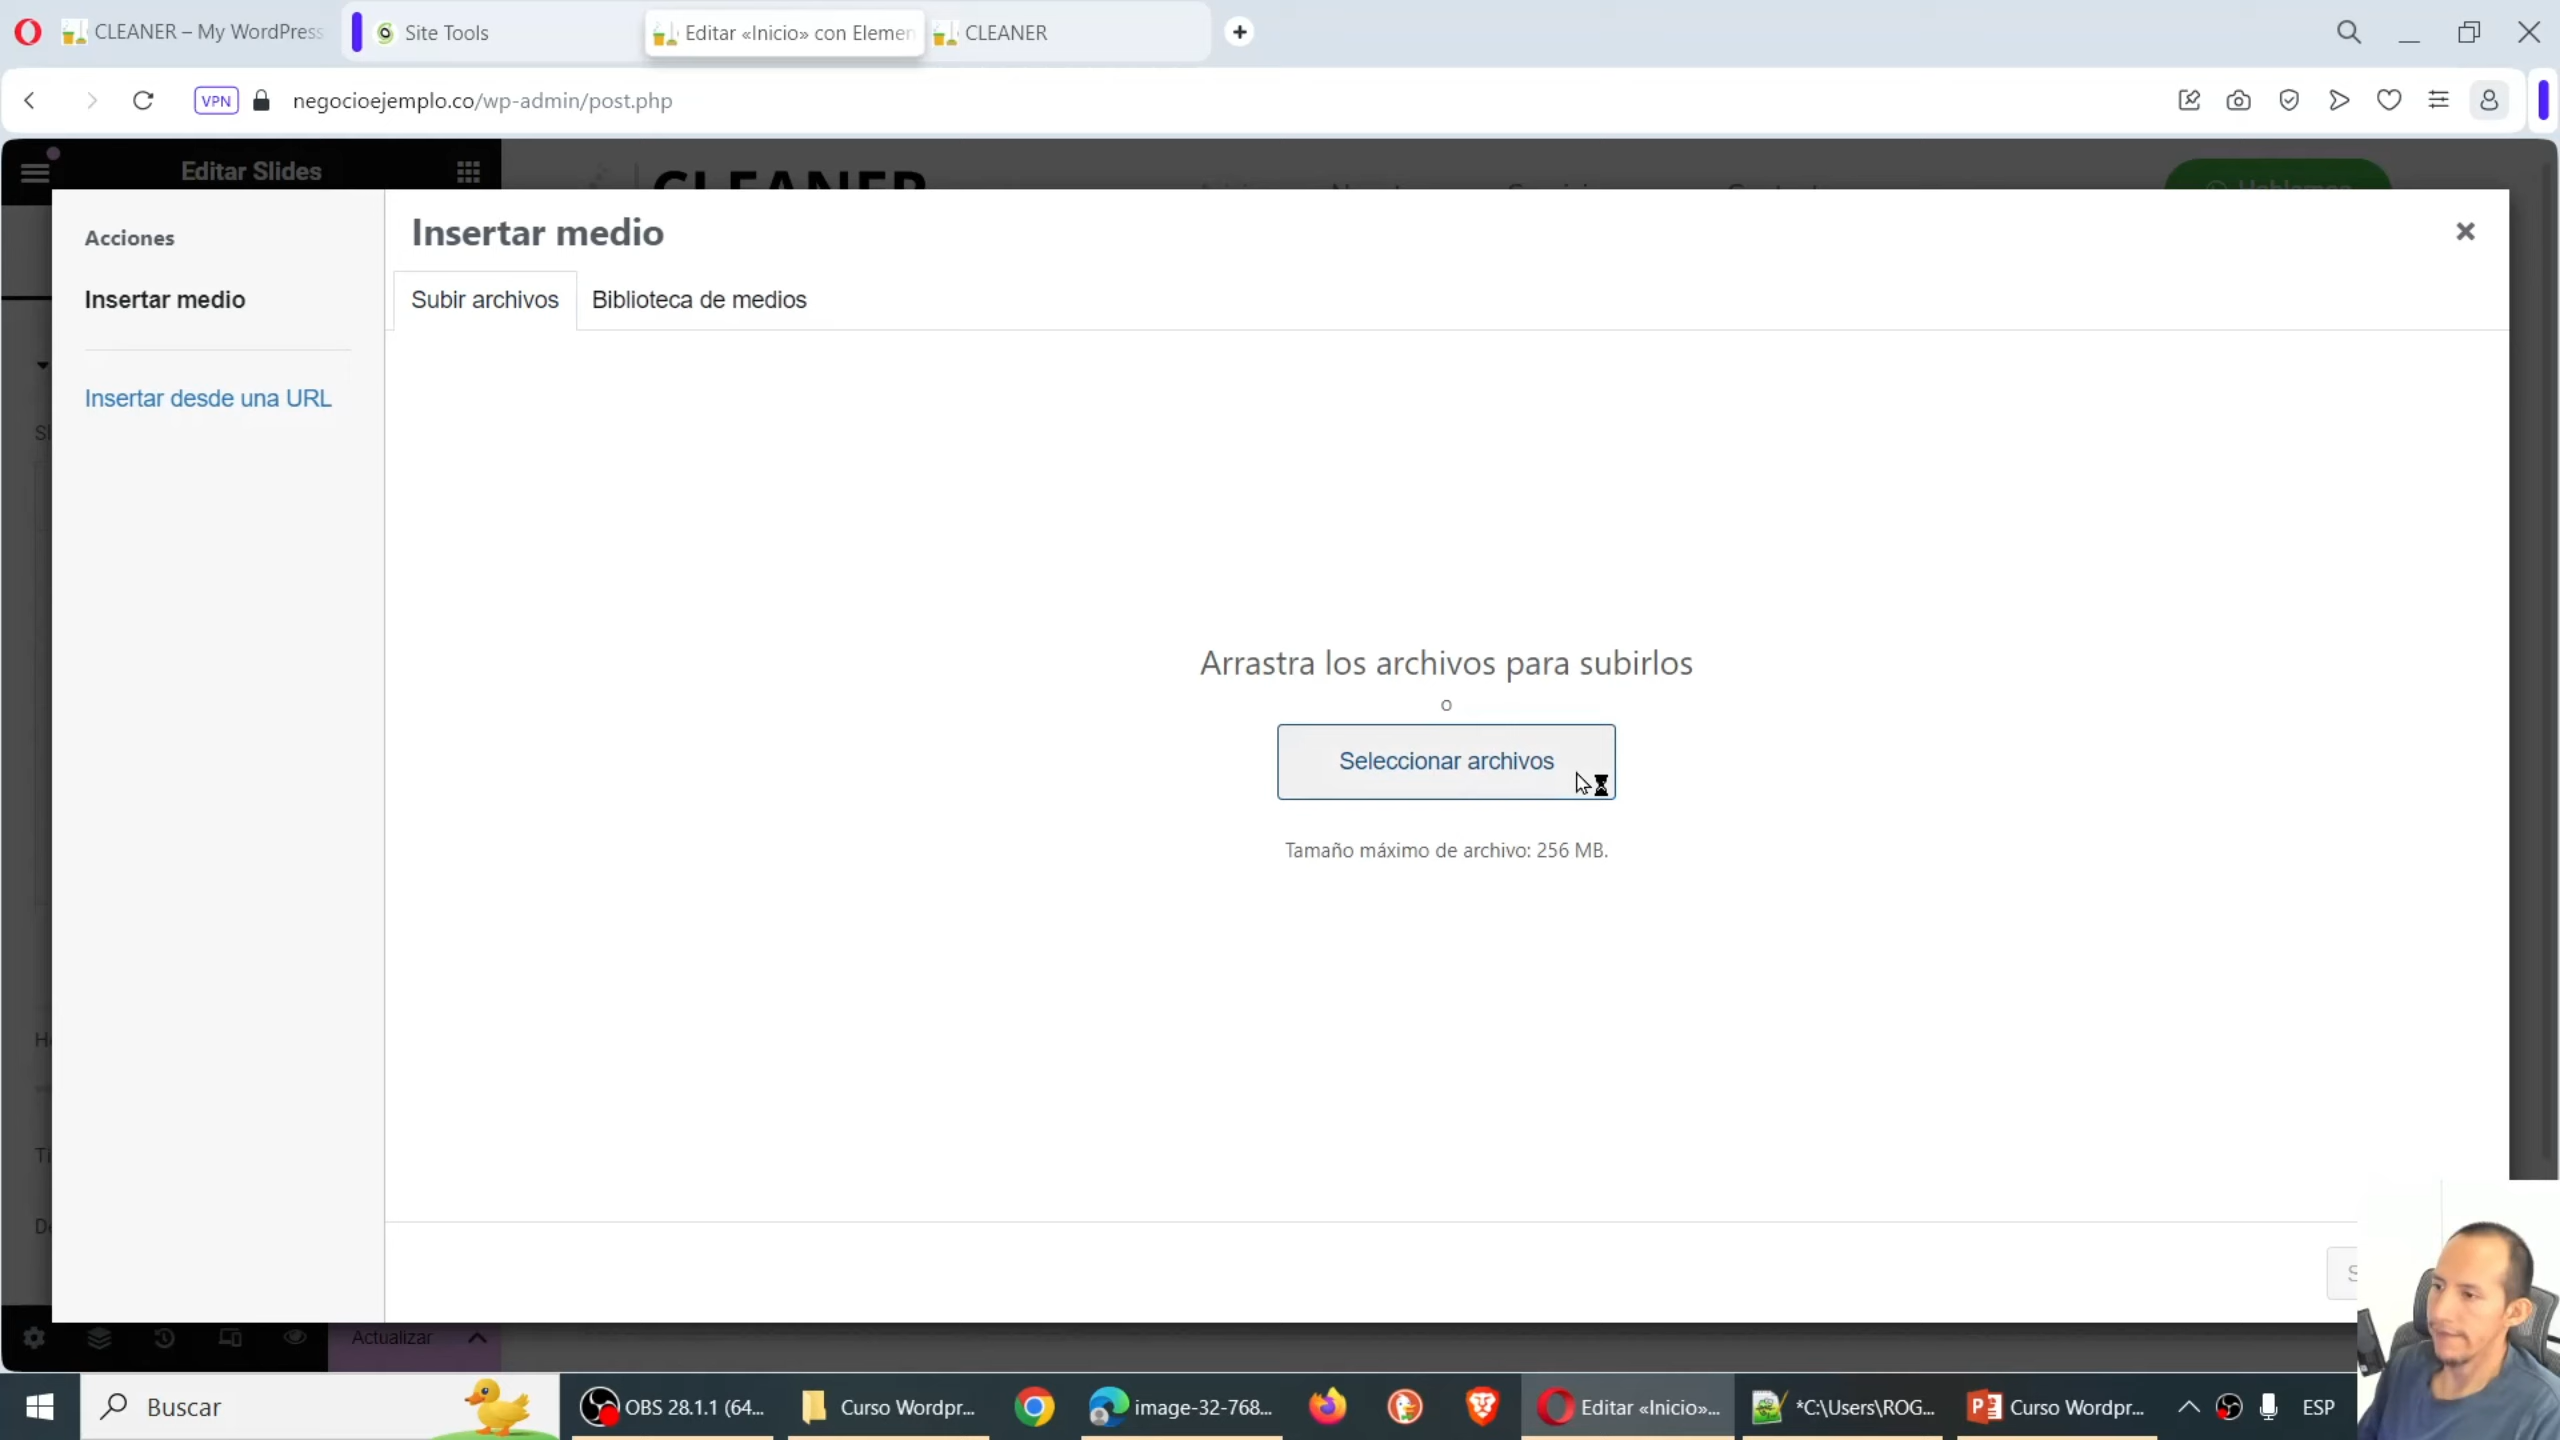 CLEANER – My WordPress
Site Tools
Editar «Inicio» con Elemen
CLEANER
VPN
negocioejemplo.co/wp-admin/post.php
Editar Slides
CLEANER
Acciones
Insertar medio
Insertar desde una URL
Insertar medio
Subir archivos
Biblioteca de medios
Arrastra los archivos para subirlos
o
Seleccionar archivos
Tamaño máximo de archivo: 256 MB.
Actualizar
Buscar
OBS 28.1.1 (64...
Curso Wordpr...
image-32-768...
Editar «Inicio»...
*C:\Users\ROG...
Curso Wordpr...
ESP